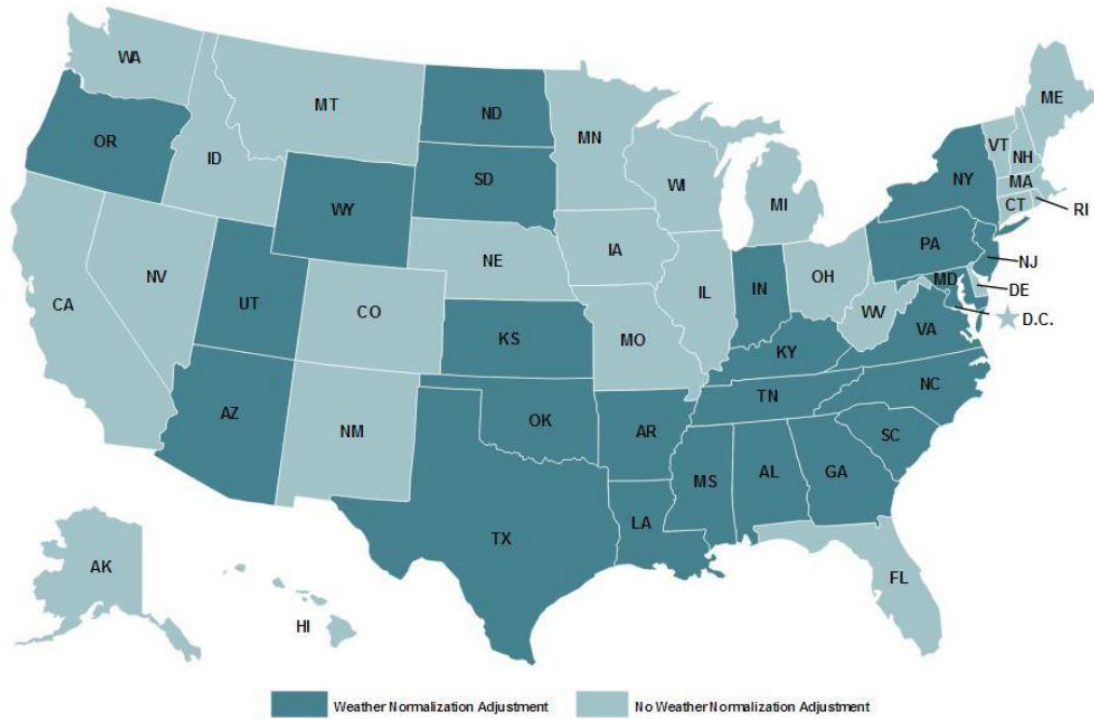 WA
ME
MT
ND
MN
VT
NH
OR
ID
SD
WI
NY
MA
CT
RI
WY
MI
PA
NE
IA
NJ
NV
OH
MD
DE
CA
UT
CO
IL
IN
WV
D.C.
KS
MO
VA
KY
NC
TN
AZ
NM
OK
AR
SC
MS
AL
GA
TX
LA
AK
FL
HI
Weather Normalization Adjustment
No Weather Normalization Adjustment